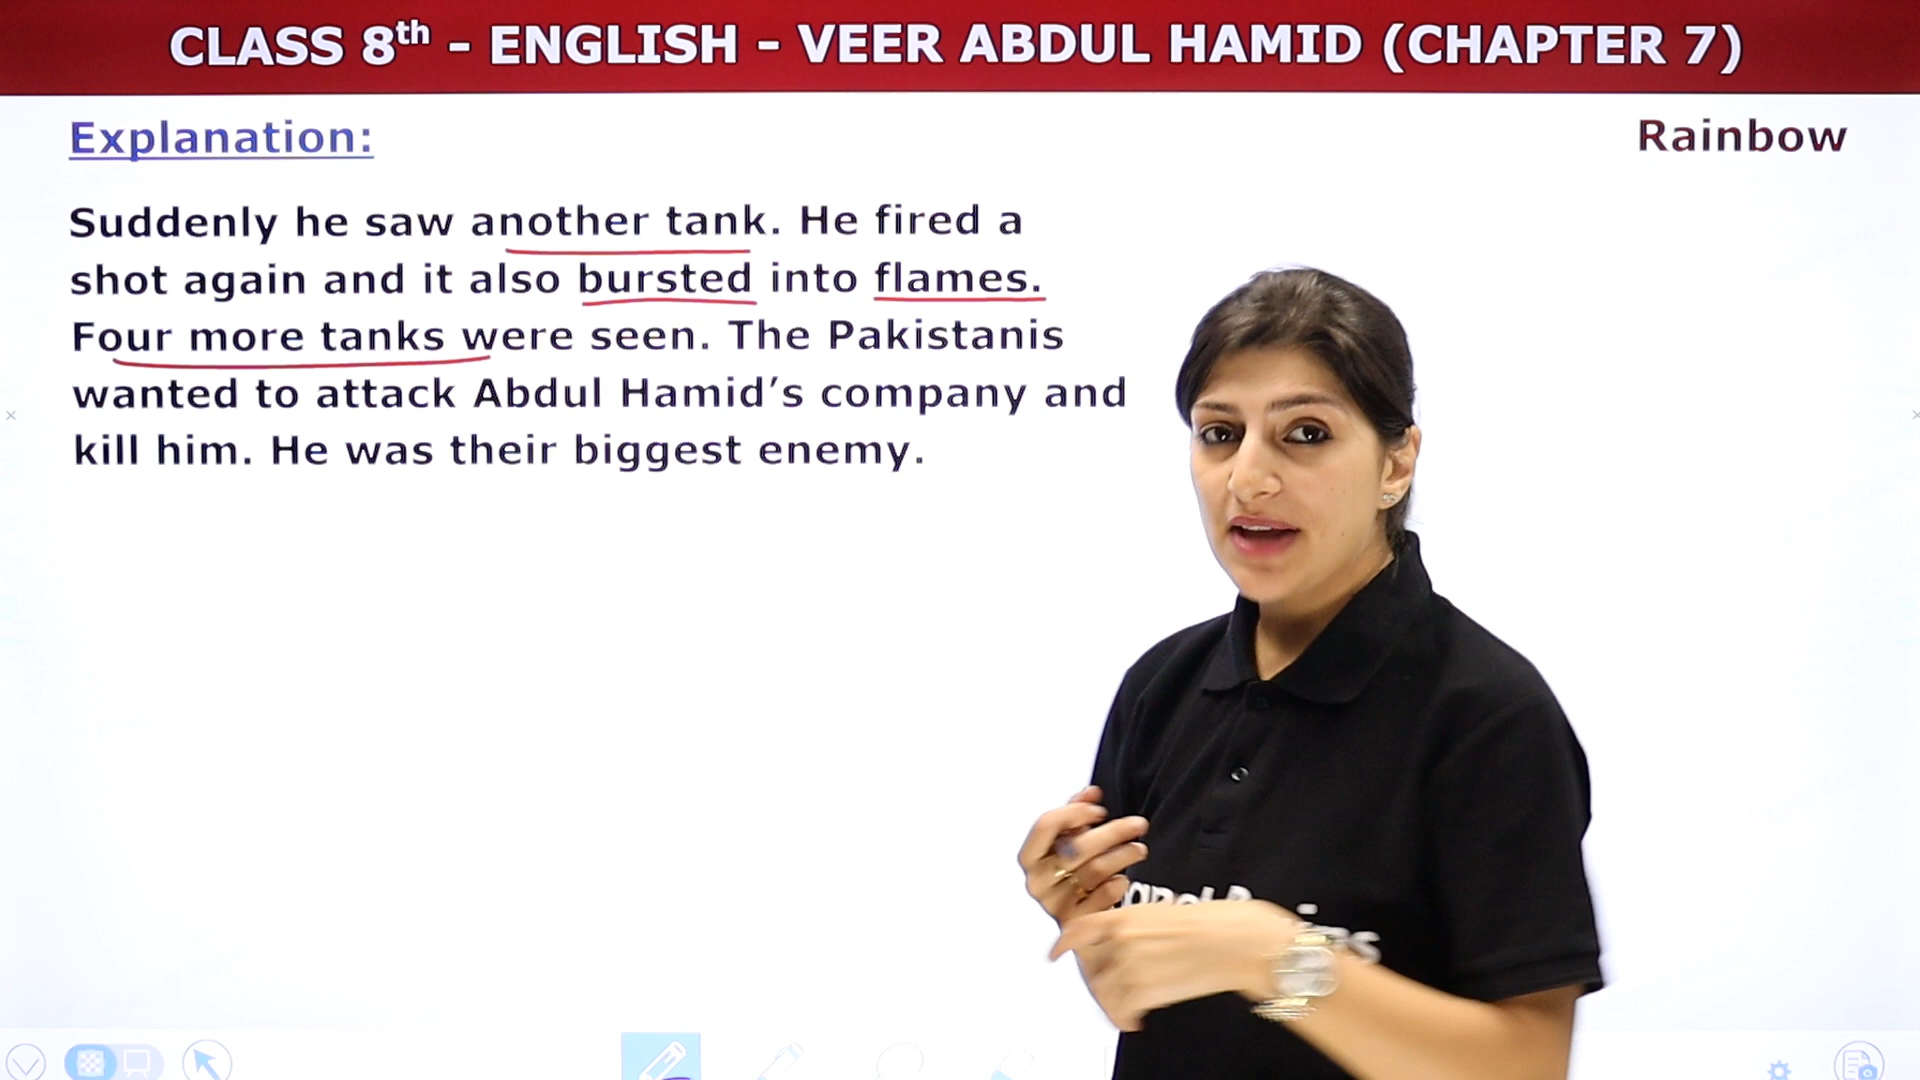 CLASS 8th - ENGLISH - VEER ABDUL HAMID (CHAPTER 7)
Explanation:
Rainbow
Suddenly he saw another tank. He fired a
shot again and it also bursted into flames.
Four more tanks were seen. The Pakistanis
wanted to attack Abdul Hamid’s company and
kill him. He was their biggest enemy.